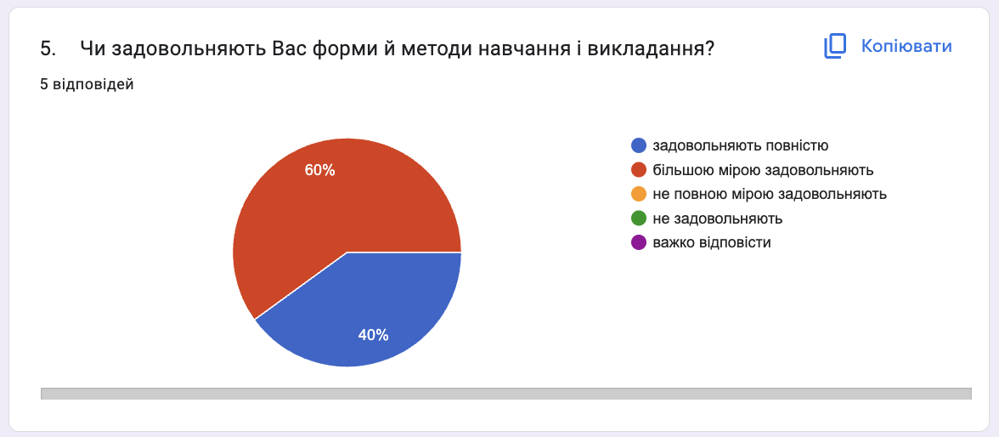 5. Чи задовольняють Вас форми й методи навчання і викладання?
Копіювати
5 відповідей
60%
40%
задовольняють повністю
більшою мірою задовольняють
не повною мірою задовольняють
не задовольняють
важко відповісти